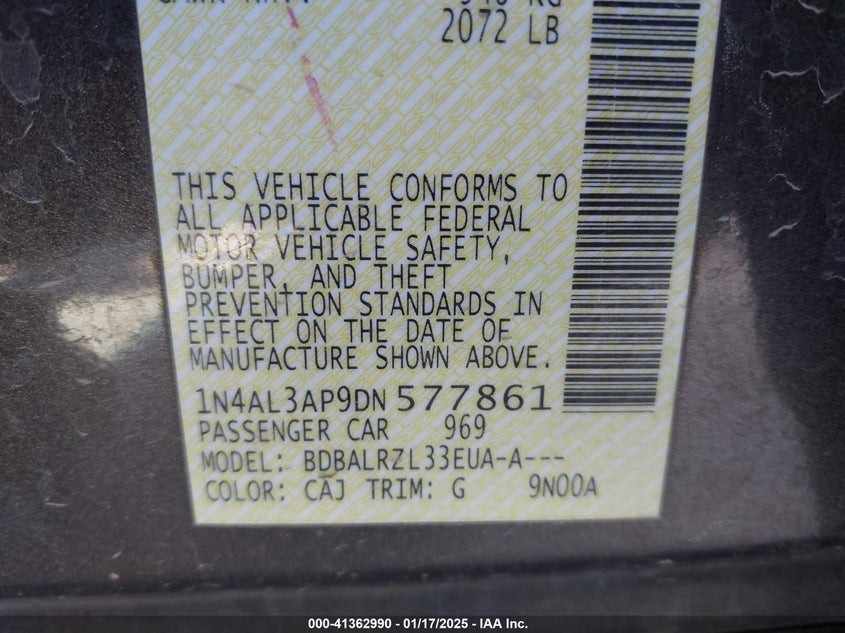 2072 LB
THIS VEHICLE CONFORMS TO
ALL APPLICABLE FEDERAL
MOTOR VEHICLE SAFETY,
BUMPER, AND THEFT
PREVENTION STANDARDS IN
EFFECT ON THE DATE OF
MANUFACTURE SHOWN ABOVE.
1N4AL3AP9DN 577861
PASSENGER CAR 969
MODEL: BDBALRZL33EUA-A---
COLOR: CAJ TRIM: G 9N00A
000-41362990 - 01/17/2025 - IAA Inc.